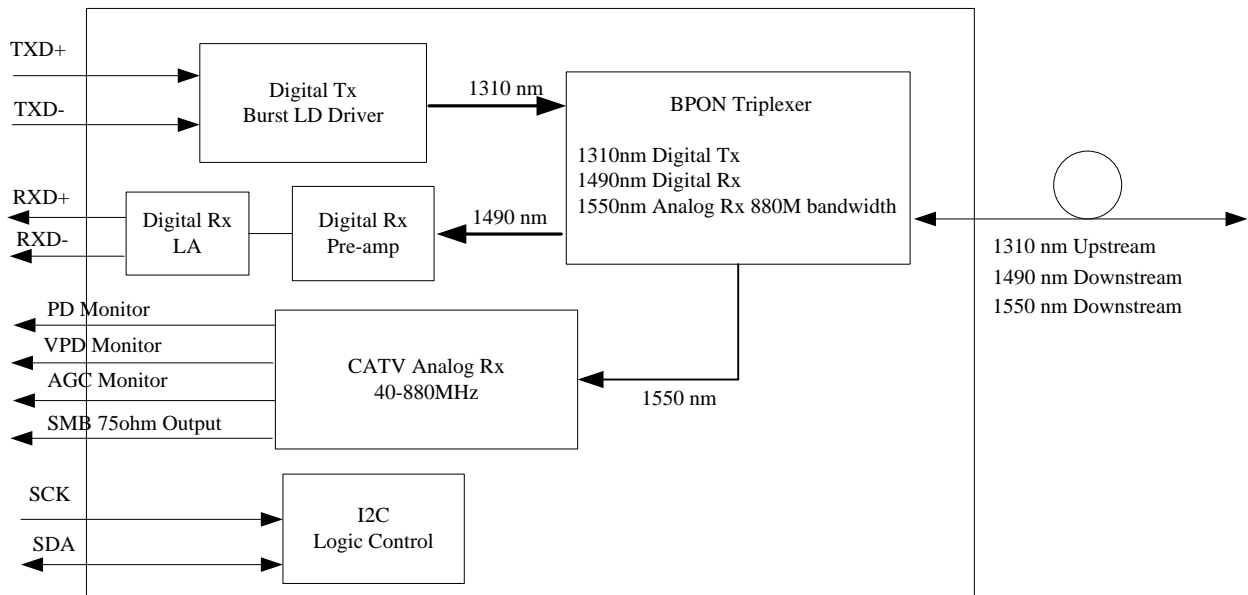 TXD+
TXD-
Digital Tx
Burst LD Driver
1310 nm
BPON Triplexer
1310nm Digital Tx
1490nm Digital Rx
1550nm Analog Rx 880M bandwidth
RXD+
RXD-
Digital Rx
LA
Digital Rx
Pre-amp
1490 nm
1310 nm Upstream
1490 nm Downstream
1550 nm Downstream
PD Monitor
VPD Monitor
AGC Monitor
SMB 75ohm Output
CATV Analog Rx
40-880MHz
1550 nm
SCK
SDA
I2C
Logic Control